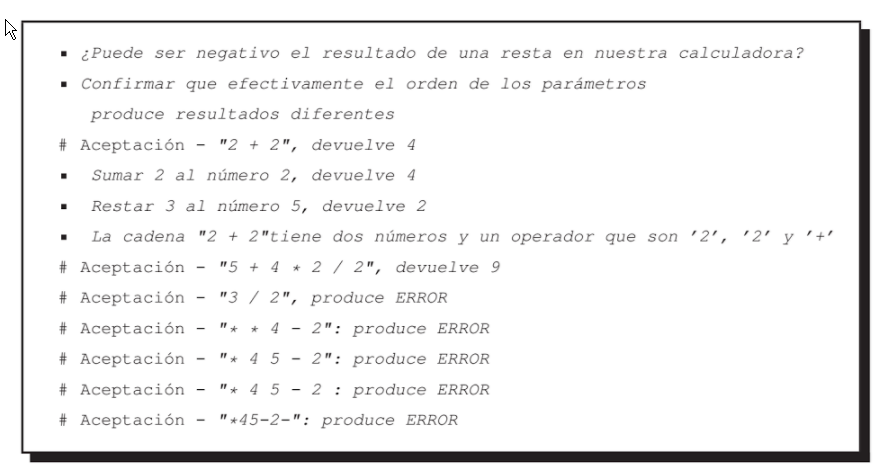 ▪ ¿Puede ser negativo el resultado de una resta en nuestra calculadora?
▪ Confirmar que efectivamente el orden de los parámetros
produce resultados diferentes
# Aceptación - "2 + 2", devuelve 4
▪ Sumar 2 al número 2, devuelve 4
▪ Restar 3 al número 5, devuelve 2
▪ La cadena "2 + 2"tiene dos números y un operador que son ’2’, ’2’ y ’+’
# Aceptación - "5 + 4 * 2 / 2", devuelve 9
# Aceptación - "3 / 2", produce ERROR
# Aceptación - "* * 4 - 2": produce ERROR
# Aceptación - "* 4 5 - 2": produce ERROR
# Aceptación - "* 4 5 - 2 : produce ERROR
# Aceptación - "*45-2-": produce ERROR